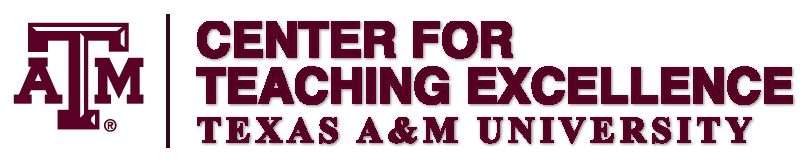 ATM®
CENTER FOR
TEACHING EXCELLENCE
TEXAS A&M UNIVERSITY